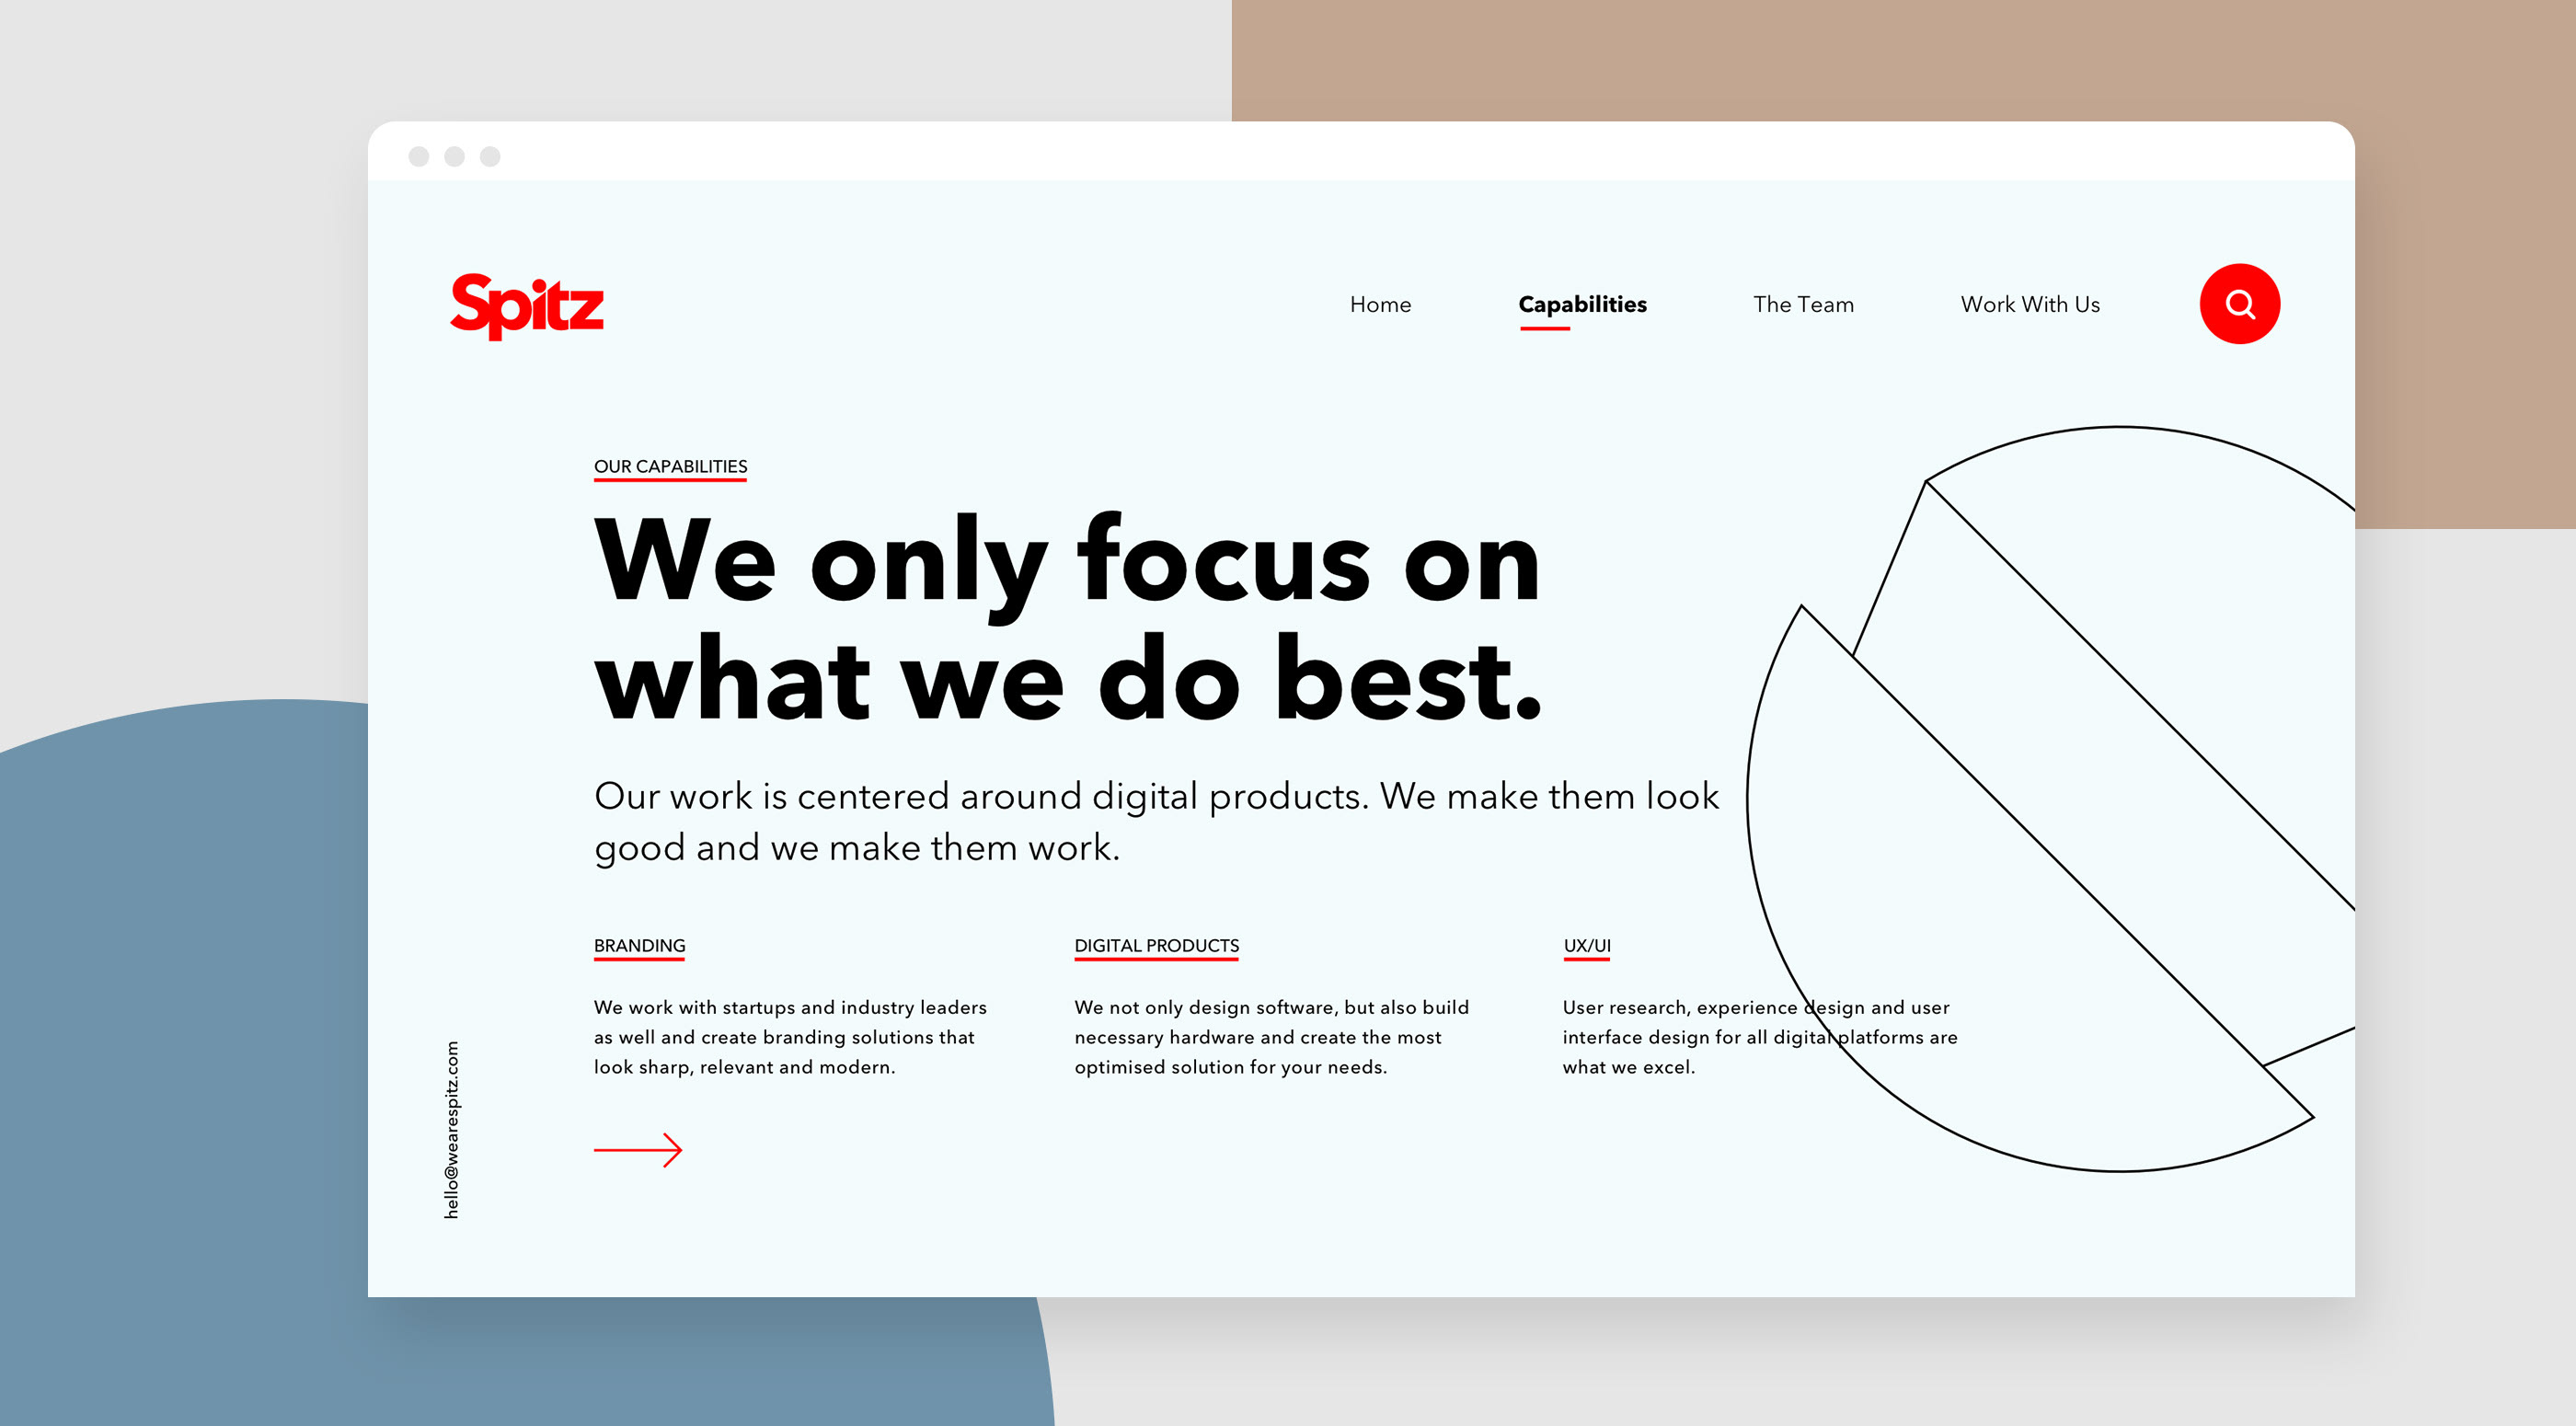 Spitz
Home
Capabilities
The Team
Work With Us
OUR CAPABILITIES
We only focus on
what we do best.
Our work is centered around digital products. We make them look
good and we make them work.
BRANDING
We work with startups and industry leaders
as well and create branding solutions that
look sharp, relevant and modern.
DIGITAL PRODUCTS
We not only design software, but also build
necessary hardware and create the most
optimised solution for your needs.
UX/UI
User research, experience design and user
interface design for all digital platforms are
what we excel.
hello@wearespitz.com